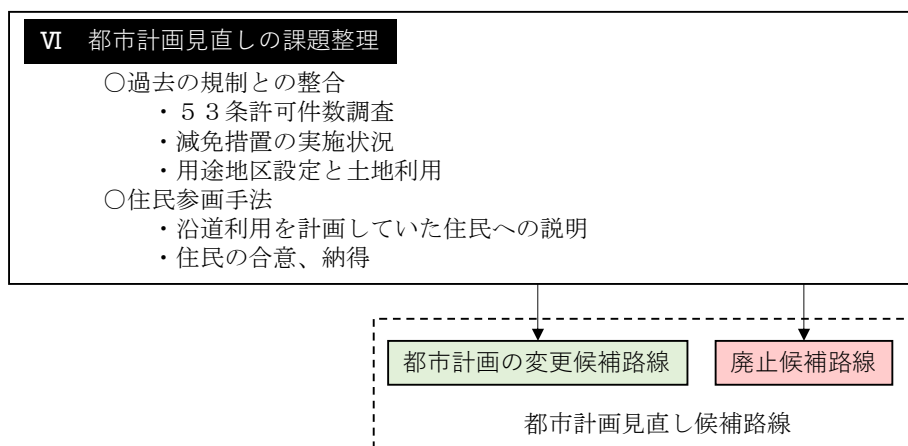 Ⅵ 都市計画見直しの課題整理
○過去の規制との整合
・５３条許可件数調査
・減免措置の実施状況
・用途地区設定と土地利用
○住民参画手法
・沿道利用を計画していた住民への説明
・住民の合意、納得
都市計画の変更候補路線 廃止候補路線
都市計画見直し候補路線